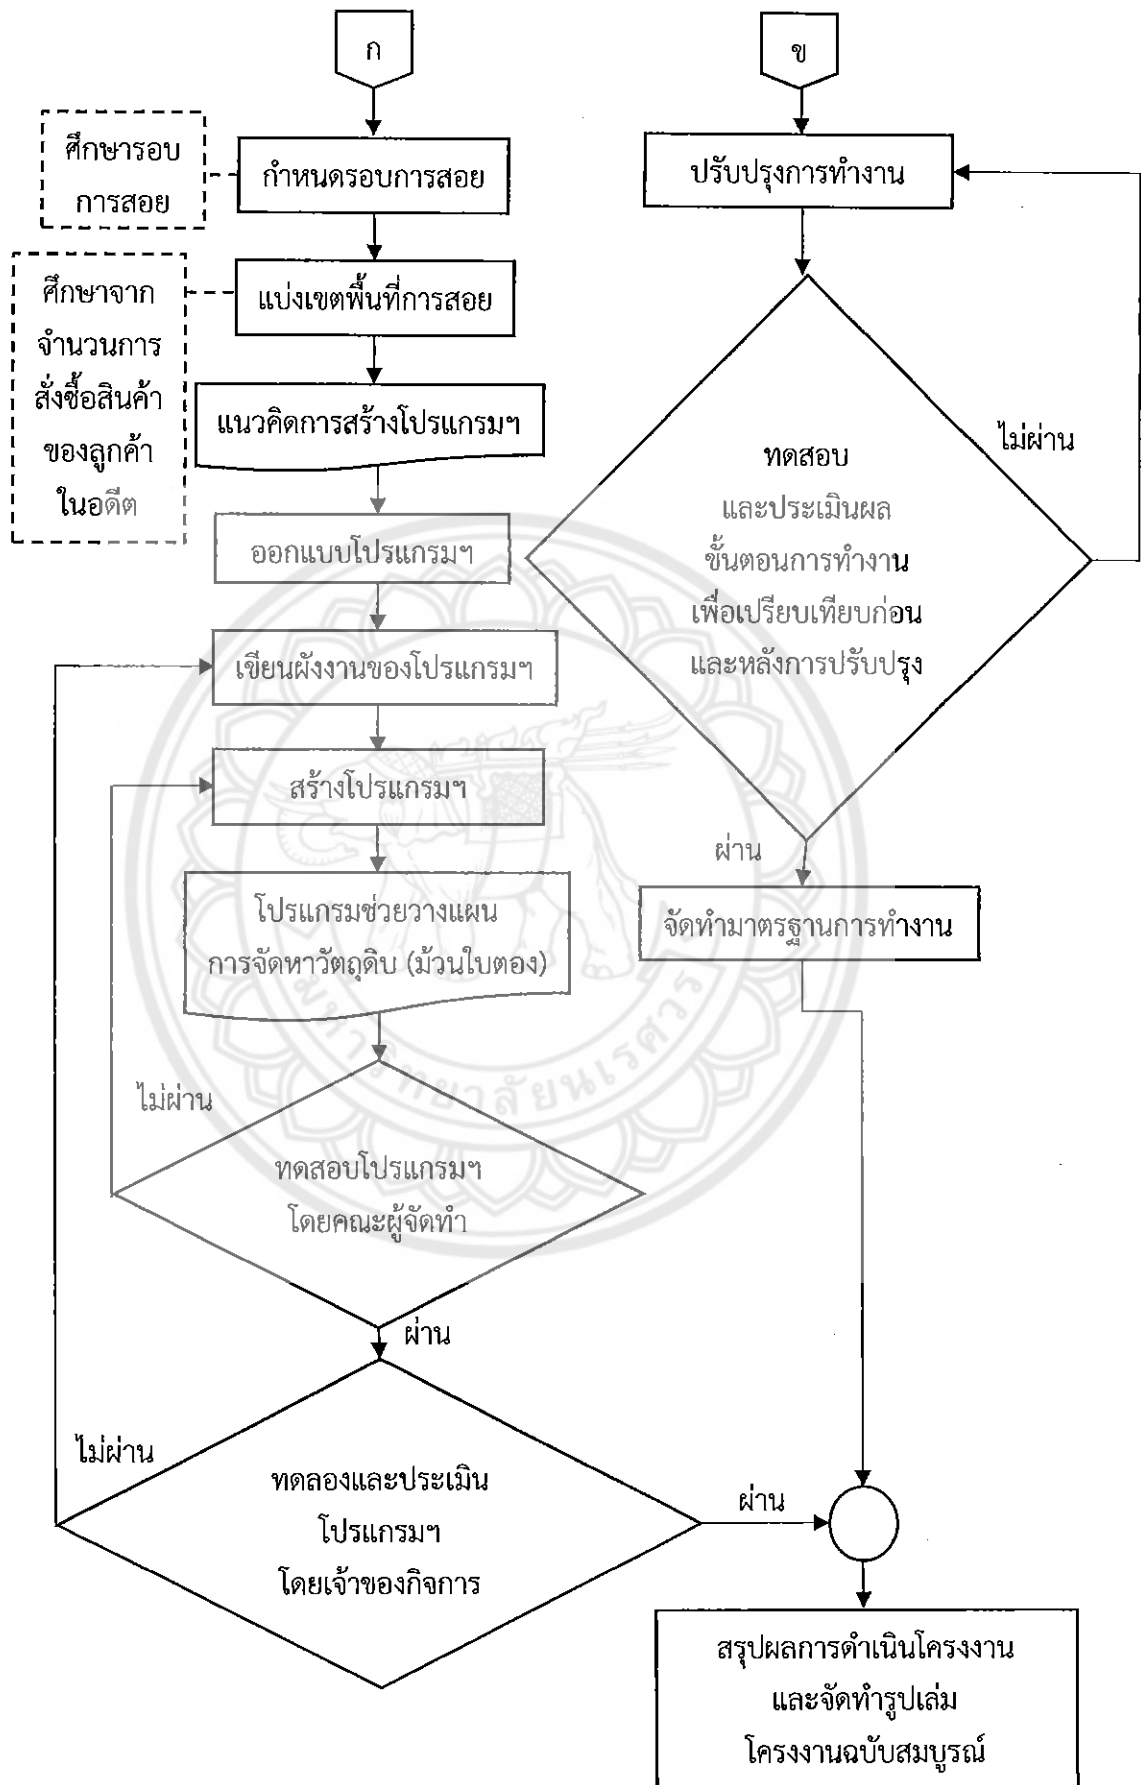 ก
ศึกษารอบ
การสอย
กำหนดรอบการสอย
ศึกษาจาก
จำนวนการ
สั่งซื้อสินค้า
ของลูกค้า
ในอดีต
แบ่งเขตพื้นที่การสอย
แนวคิดการสร้างโปรแกรมฯ
ออกแบบโปรแกรมฯ
เขียนผังงานของโปรแกรมฯ
สร้างโปรแกรมฯ
โปรแกรมช่วยวางแผน
การจัดหาวัตถุดิบ (ม้วนใบตอง)
ไม่ผ่าน
ทดสอบโปรแกรมฯ
โดยคณะผู้จัดทำ
ผ่าน
ไม่ผ่าน
ทดลองและประเมิน
โปรแกรมฯ
โดยเจ้าของกิจการ
ผ่าน
ข
ปรับปรุงการทำงาน
ไม่ผ่าน
ทดสอบ
และประเมินผล
ขั้นตอนการทำงาน
เพื่อเปรียบเทียบก่อน
และหลังการปรับปรุง
ผ่าน
จัดทำมาตรฐานการทำงาน
สรุปผลการดำเนินโครงงาน
และจัดทำรูปเล่ม
โครงงานฉบับสมบูรณ์
มหาวิทยาลัยนเรศวร